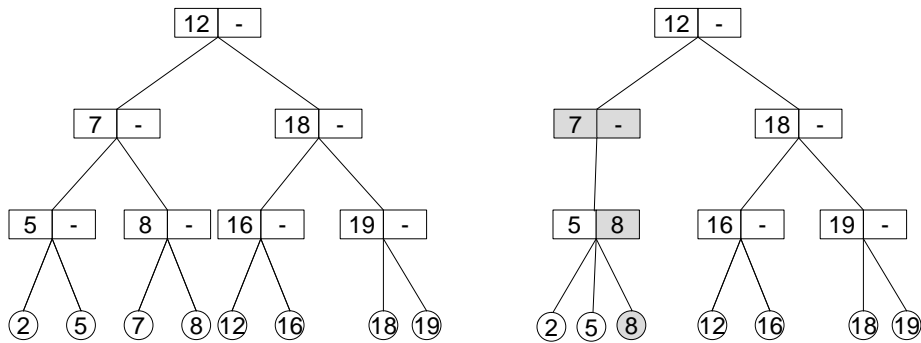 12 - 12 -
7 - 18 - 7 - 18 -
5 - 8 - 16 - 19 - 5 8 16 - 19 -
2 5 7 8 12 16 18 19 2 5 8 12 16 18 19